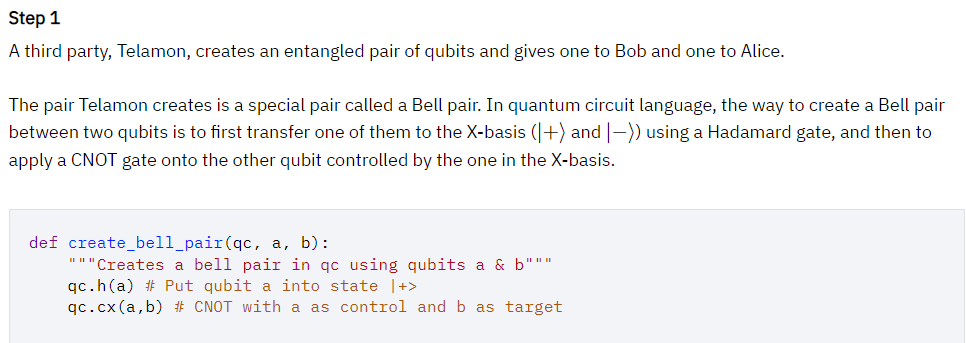 Step 1
A third party, Telamon, creates an entangled pair of qubits and gives one to Bob and one to Alice.
The pair Telamon creates is a special pair called a Bell pair. In quantum circuit language, the way to create a Bell pair
between two qubits is to first transfer one of them to the X-basis (|+⟩ and |−⟩) using a Hadamard gate, and then to
apply a CNOT gate onto the other qubit controlled by the one in the X-basis.
def create_bell_pair(qc, a, b):
    """Creates a bell pair in qc using qubits a & b"""
    qc.h(a) # Put qubit a into state |+>
    qc.cx(a,b) # CNOT with a as control and b as target